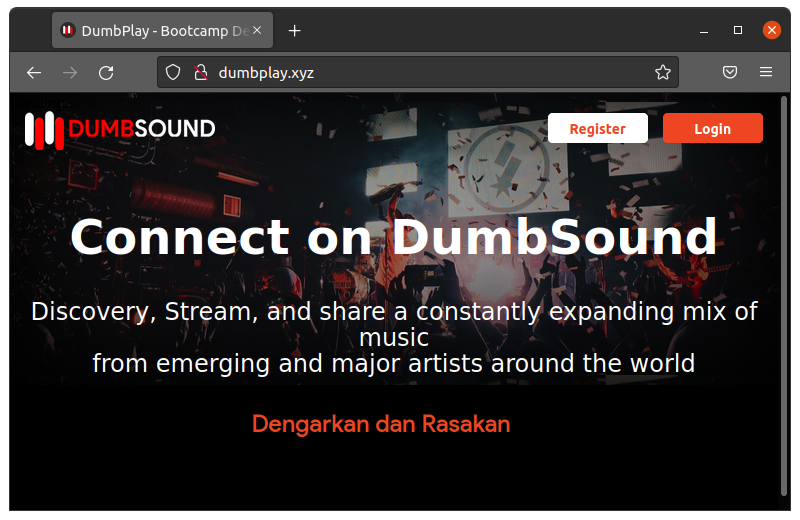 DumbPlay - Bootcamp De
dumbplay.xyz
DUMBSOUND
Register
Login
Connect on DumbSound
Discovery, Stream, and share a constantly expanding mix of
music
from emerging and major artists around the world
Dengarkan dan Rasakan